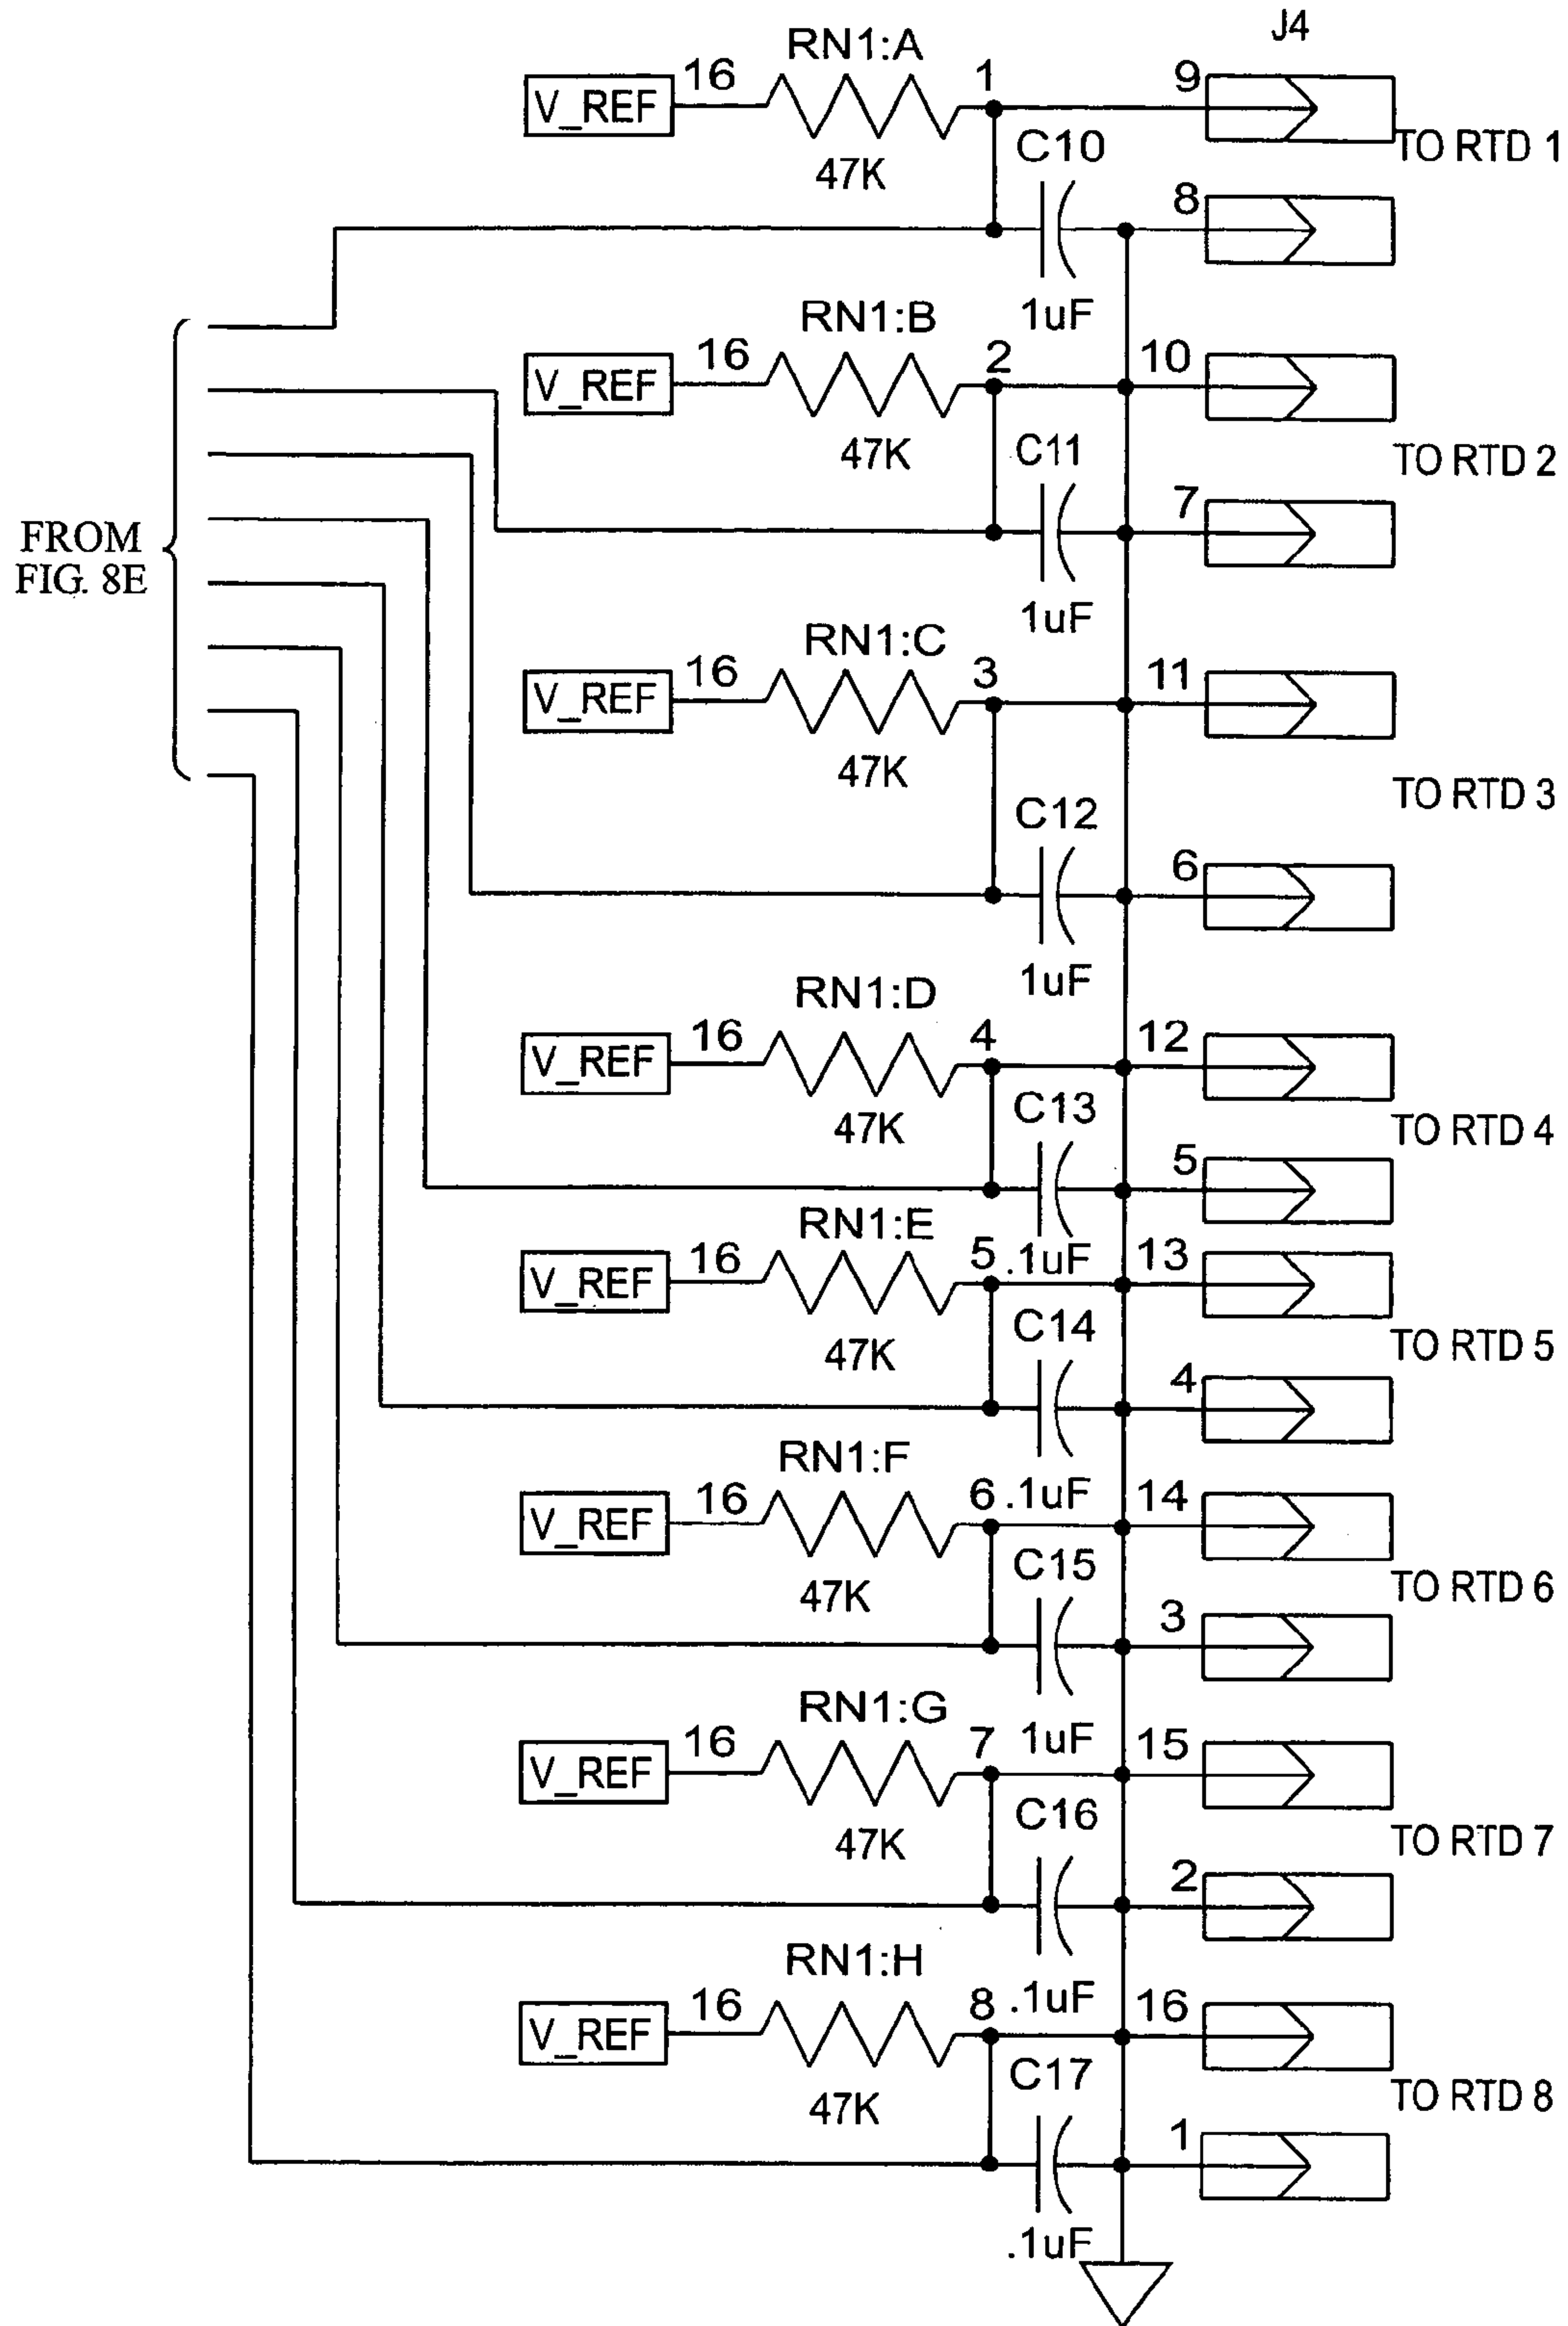 J4
RN1:A
V_REF 16 1 9
47K
C10
TO RTD 1
8
1uF
RN1:B
V_REF 16 2 10
47K
C11
TO RTD 2
7
1uF
FROM
FIG. 8E
RN1:C
V_REF 16 3 11
47K
TO RTD 3
C12
6
1uF
RN1:D
V_REF 16 4 12
47K
C13
TO RTD 4
5
.1uF
RN1:E
V_REF 16 5 13
47K
C14
TO RTD 5
4
.1uF
RN1:F
V_REF 16 6 14
47K
C15
TO RTD 6
3
1uF
RN1:G
V_REF 16 7 15
47K
C16
TO RTD 7
2
.1uF
RN1:H
V_REF 16 8 16
47K
C17
TO RTD 8
1
.1uF